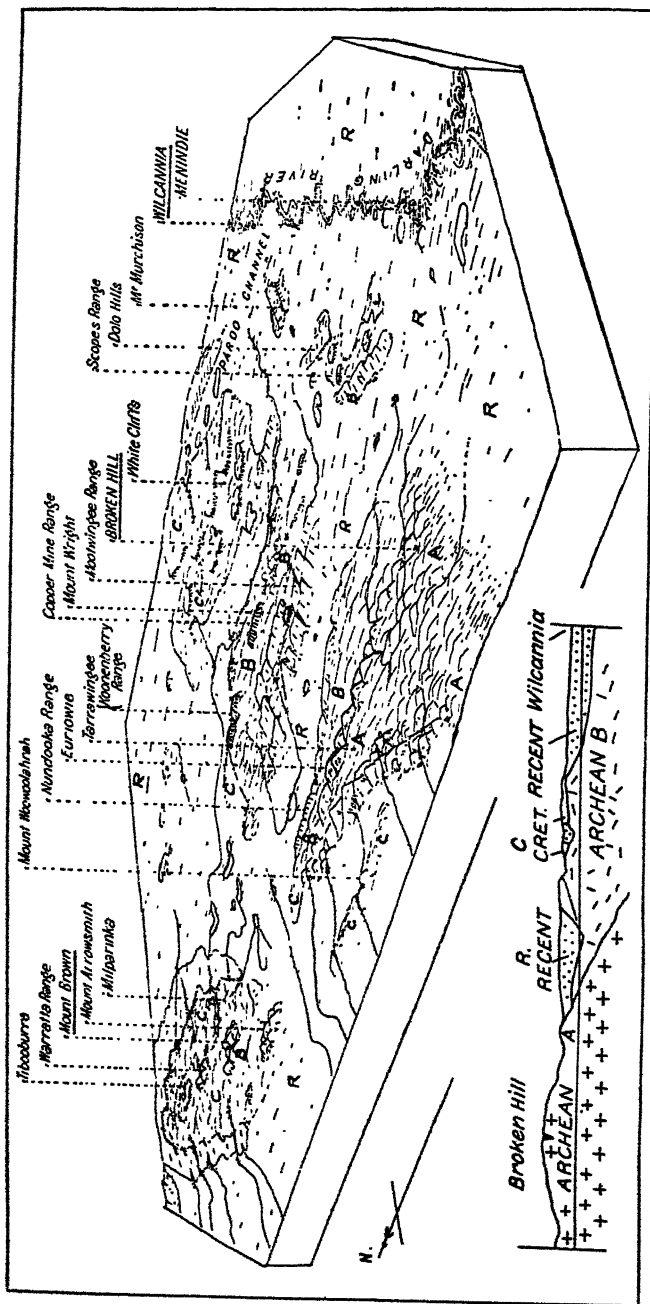 Tibooburra
Warratta Range
Mount Brown
Mount Arrowsmith
Milparinka
Mount Noowoolahnah
Nundooka Range
Euriowie
Tarrawingee
Koonenberry
Range
Copper Mine Range
Mount Wright
Mootwingee Range
BROKEN HILL
White Cliffs
Scopes Range
Dolo Hills
Mt Murchison
WILCANNIA
MENINDIE
PAROO CHANNEL
DARLING RIVER
R
R
R
R
R
R
R
R
C
C
C
C
C
C
C
C
B
B
B
B
B
B
A
A
A
N.
Broken Hill
ARCHEAN
A
R.
RECENT
C
CRET.
RECENT
Wilcannia
ARCHEAN B